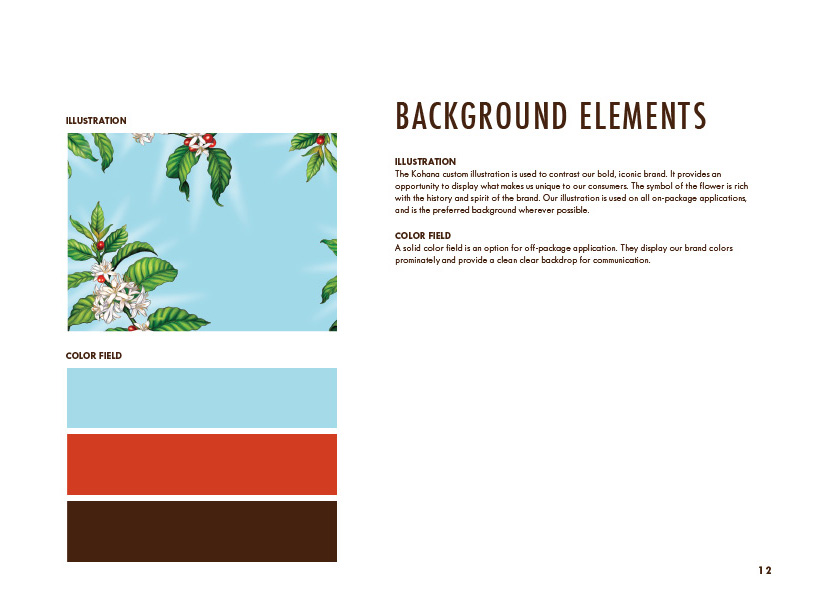 ILLUSTRATION
COLOR FIELD
BACKGROUND ELEMENTS
ILLUSTRATION
The Kohana custom illustration is used to contrast our bold, iconic brand. It provides an
opportunity to display what makes us unique to our consumers. The symbol of the flower is rich
with the history and spirit of the brand. Our illustration is used on all on-package applications,
and is the preferred background wherever possible.
COLOR FIELD
A solid color field is an option for off-package application. They display our brand colors
prominately and provide a clean clear backdrop for communication.
12